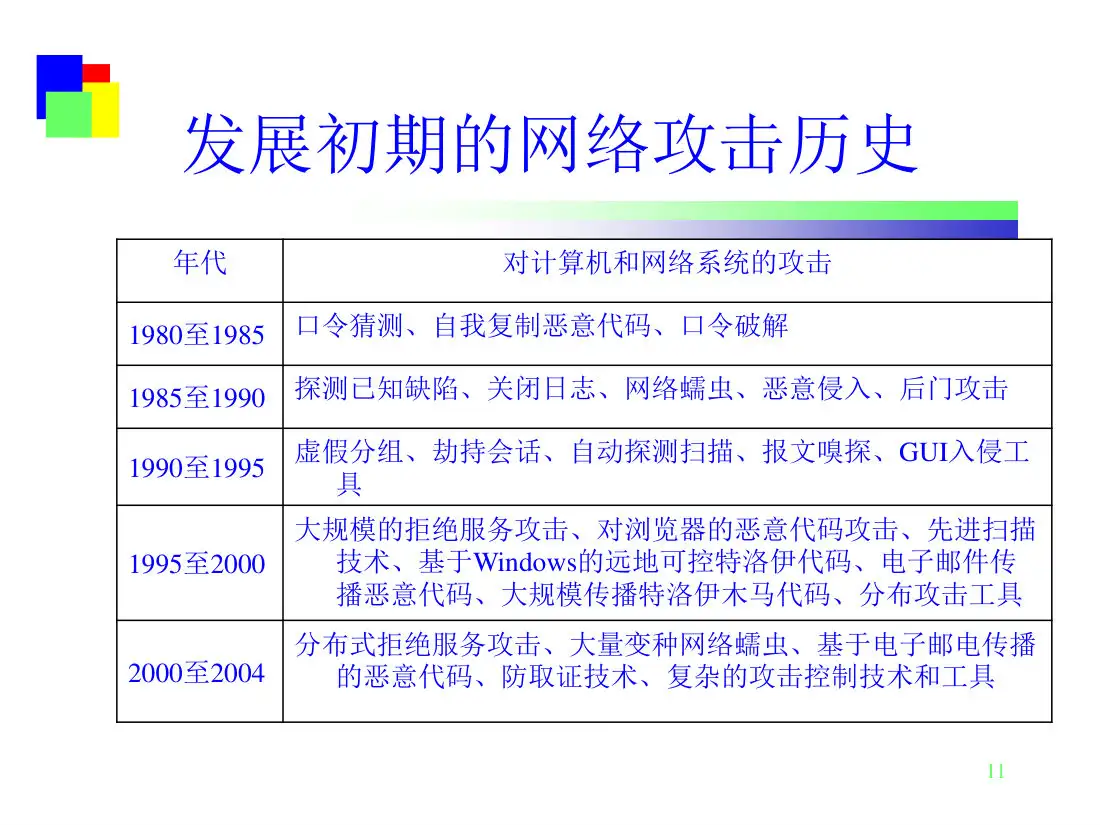 发展初期的网络攻击历史
年代
对计算机和网络系统的攻击
1980至1985
口令猜测、自我复制恶意代码、口令破解
1985至1990
探测已知缺陷、关闭日志、网络蠕虫、恶意侵入、后门攻击
1990至1995
虚假分组、劫持会话、自动探测扫描、报文嗅探、GUI入侵工
具
1995至2000
大规模的拒绝服务攻击、对浏览器的恶意代码攻击、先进扫描
技术、基于Windows的远地可控特洛伊代码、电子邮件传
播恶意代码、大规模传播特洛伊木马代码、分布攻击工具
2000至2004
分布式拒绝服务攻击、大量变种网络蠕虫、基于电子邮电传播
的恶意代码、防取证技术、复杂的攻击控制技术和工具
11